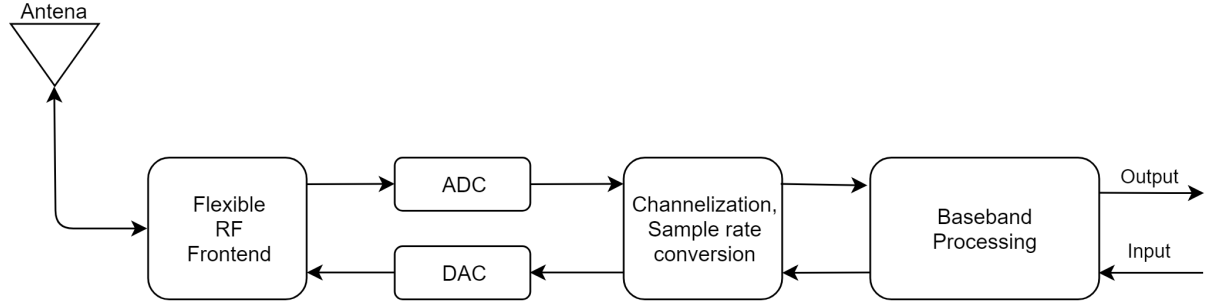 Antena
Flexible
RF
Frontend
ADC
DAC
Channelization,
Sample rate
conversion
Baseband
Processing
Output
Input